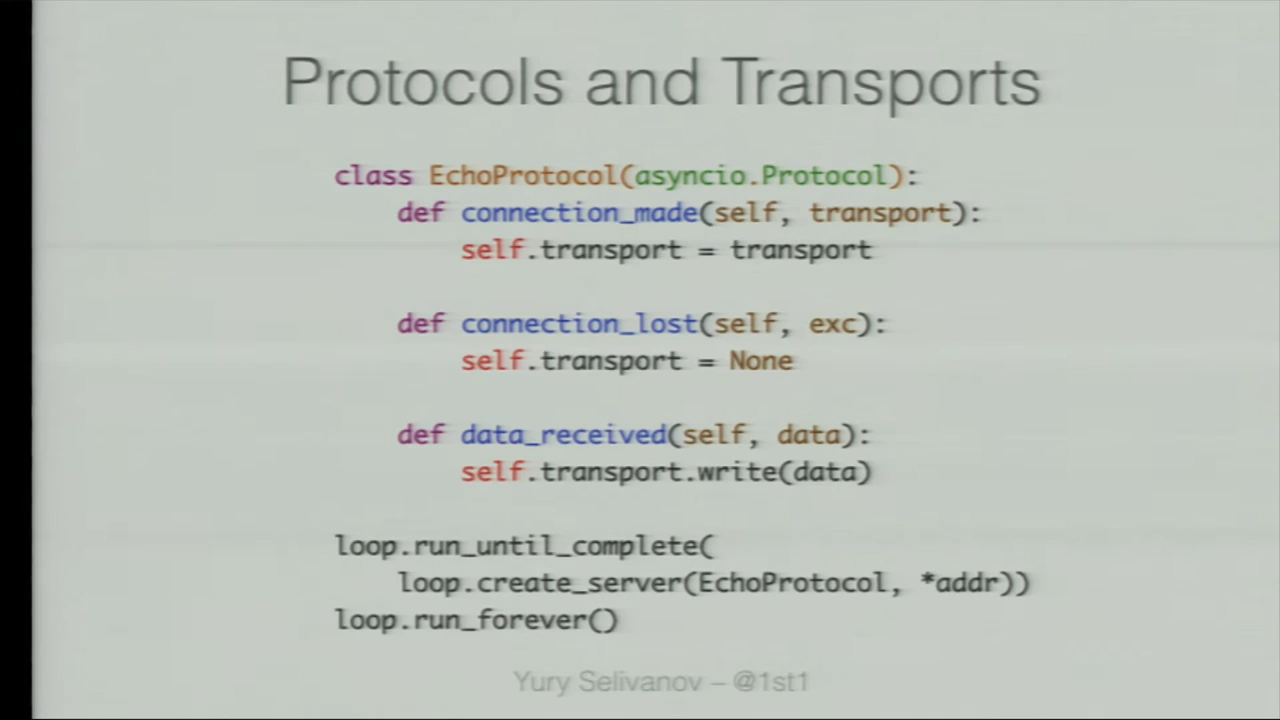 Protocols and Transports
class EchoProtocol(asyncio.Protocol):
    def connection_made(self, transport):
        self.transport = transport
    def connection_lost(self, exc):
        self.transport = None
    def data_received(self, data):
        self.transport.write(data)
loop.run_until_complete(
    loop.create_server(EchoProtocol, *addr))
loop.run_forever()
Yury Selivanov – @1st1